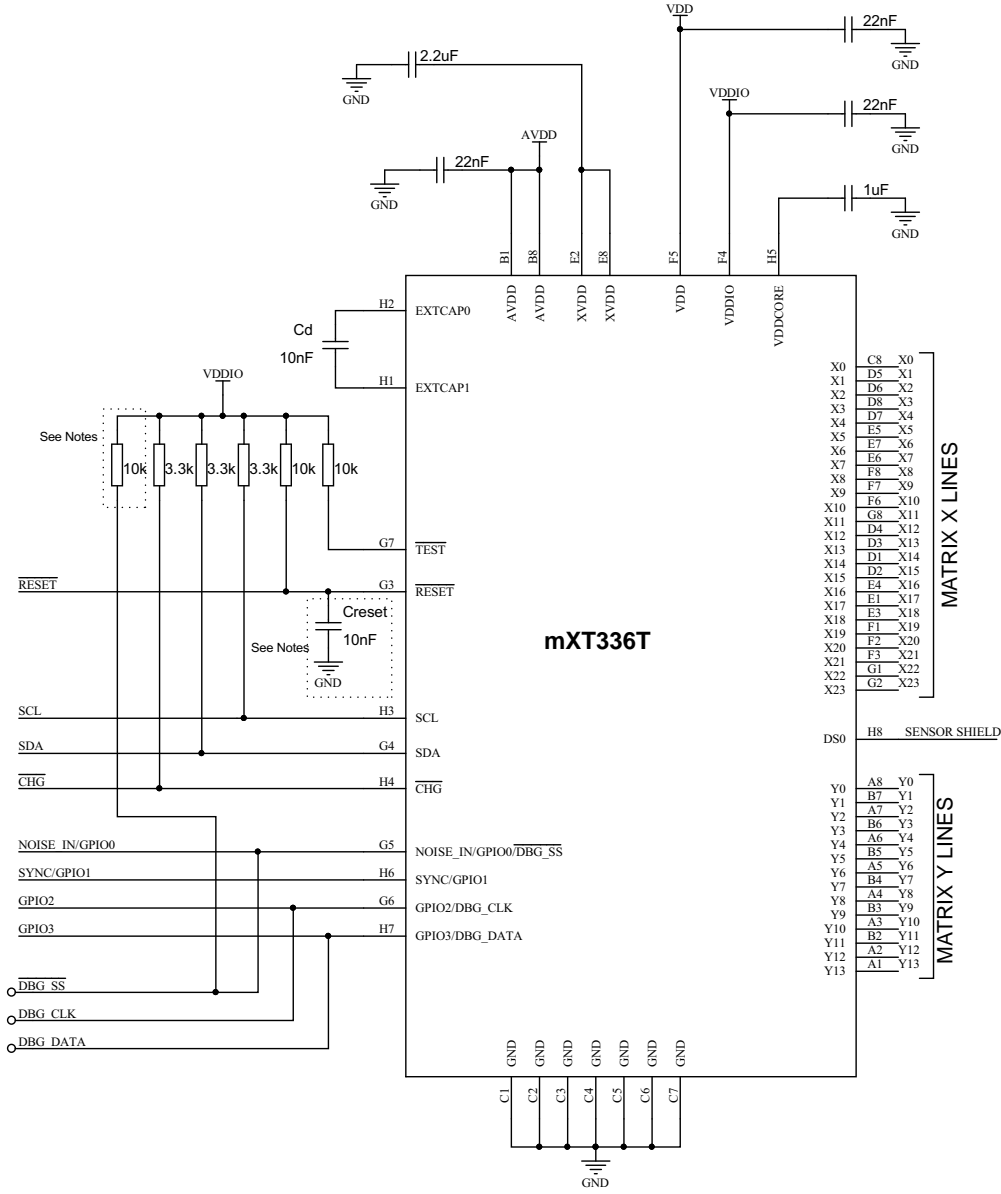 VDD
22nF
GND
2.2uF
GND
VDDIO
22nF
GND
AVDD
22nF
GND
1uF
GND
B1
B8
E2
E8
F5
F4
H5
AVDD
AVDD
XVDD
XVDD
VDD
VDDIO
VDDCORE
H2
EXTCAP0
Cd
10nF
H1
EXTCAP1
VDDIO
See Notes
10k
3.3k
3.3k
3.3k
10k
10k
G7
TEST
RESET
G3
RESET
Creset
10nF
See Notes
GND
mXT336T
SCL
H3
SCL
SDA
G4
SDA
CHG
H4
CHG
NOISE_IN/GPIO0
G5
NOISE_IN/GPIO0/DBG_SS
SYNC/GPIO1
H6
SYNC/GPIO1
GPIO2
G6
GPIO2/DBG_CLK
GPIO3
H7
GPIO3/DBG_DATA
DBG_SS
DBG_CLK
DBG_DATA
X0 C8 X0
X1 D5 X1
X2 D6 X2
X3 D8 X3
X4 D7 X4
X5 E5 X5
X6 E7 X6
X7 E6 X7
X8 F8 X8
X9 F7 X9
X10 F6 X10
X11 G8 X11
X12 D4 X12
X13 D3 X13
X14 D1 X14
X15 D2 X15
X16 E4 X16
X17 E1 X17
X18 E3 X18
X19 F1 X19
X20 F2 X20
X21 F3 X21
X22 G1 X22
X23 G2 X23
MATRIX X LINES
DS0 H8 SENSOR SHIELD
Y0 A8 Y0
Y1 B7 Y1
Y2 A7 Y2
Y3 B6 Y3
Y4 A6 Y4
Y5 B5 Y5
Y6 A5 Y6
Y7 B4 Y7
Y8 A4 Y8
Y9 B3 Y9
Y10 A3 Y10
Y11 B2 Y11
Y12 A2 Y12
Y13 A1 Y13
MATRIX Y LINES
GND
GND
GND
GND
GND
GND
GND
C1
C2
C3
C4
C5
C6
C7
GND